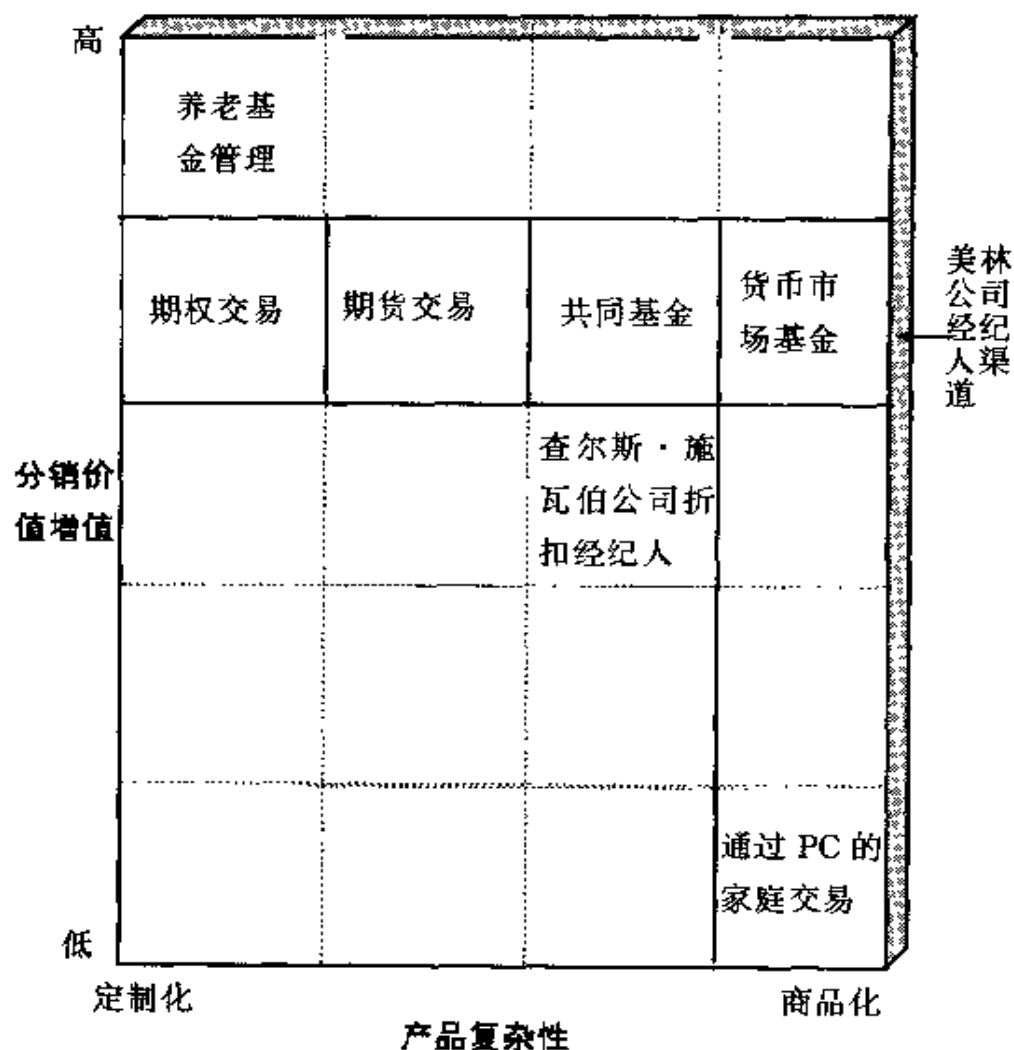 高
养老基
金管理
期权交易
期货交易
共同基金
货币市
场基金
美林
公司
经纪
人渠
道
分销价
值增值
查尔斯·施
瓦伯公司折
扣经纪人
通过 PC 的
家庭交易
低
定制化
商品化
产品复杂性